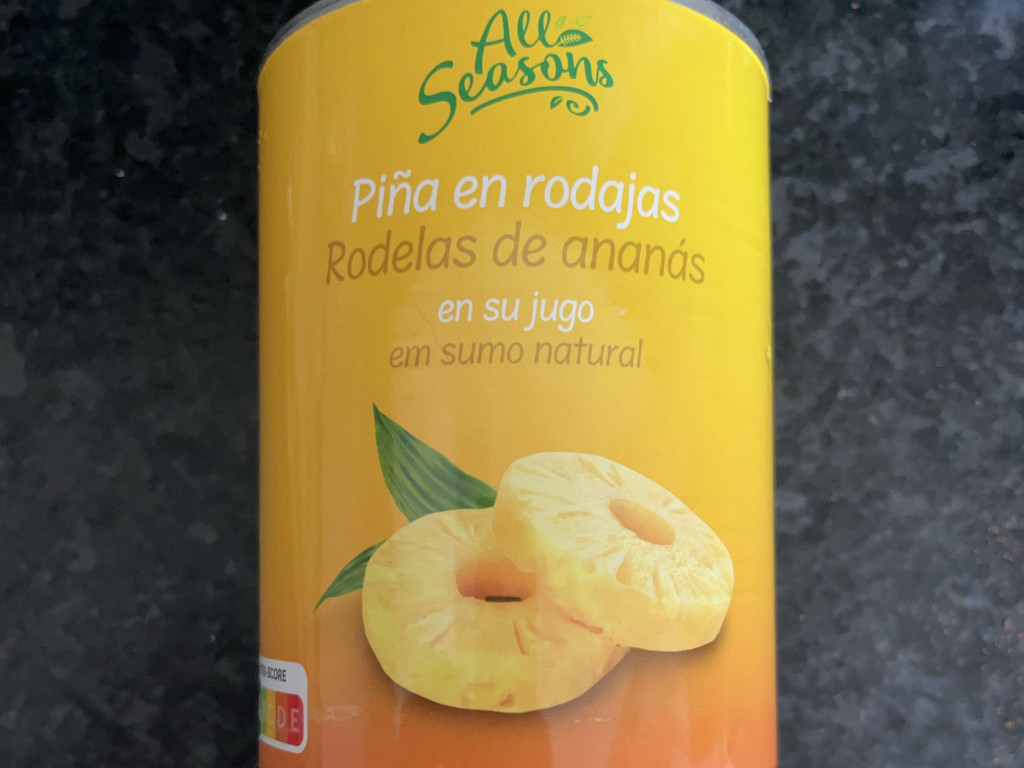 All
Seasons
Piña en rodajas
Rodelas de ananás
en su jugo
em sumo natural
D E